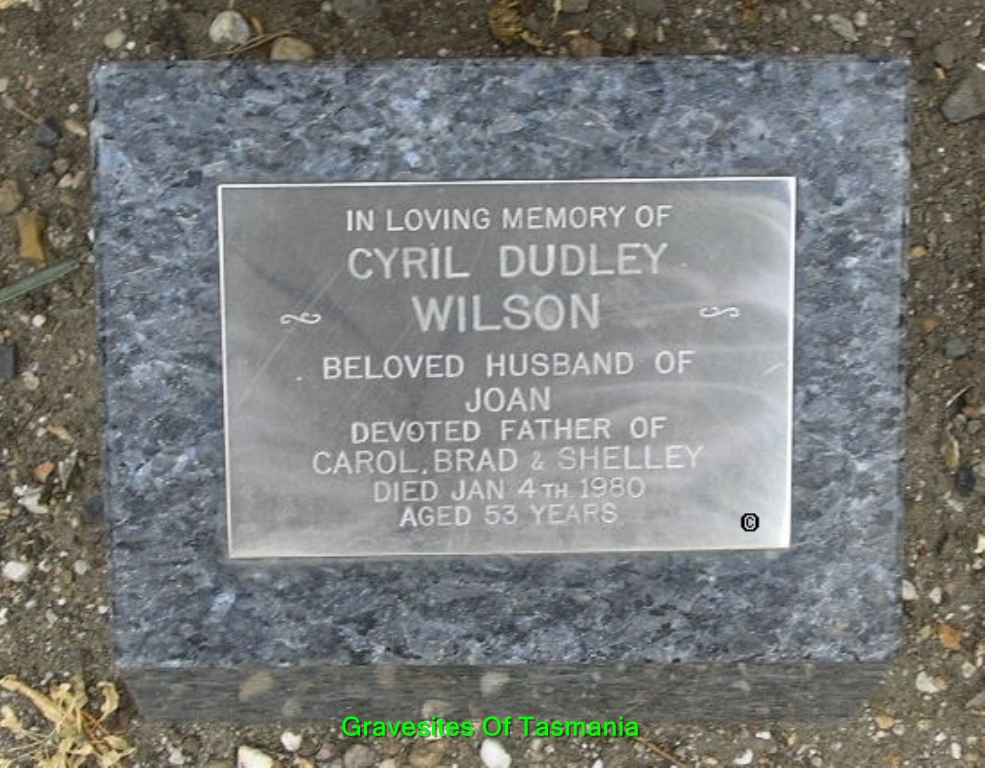 IN LOVING MEMORY OF
CYRIL DUDLEY
WILSON
BELOVED HUSBAND OF
JOAN
DEVOTED FATHER OF
CAROL, BRAD & SHELLEY
DIED JAN 4TH 1980
AGED 53 YEARS
©
Gravesites Of Tasmania